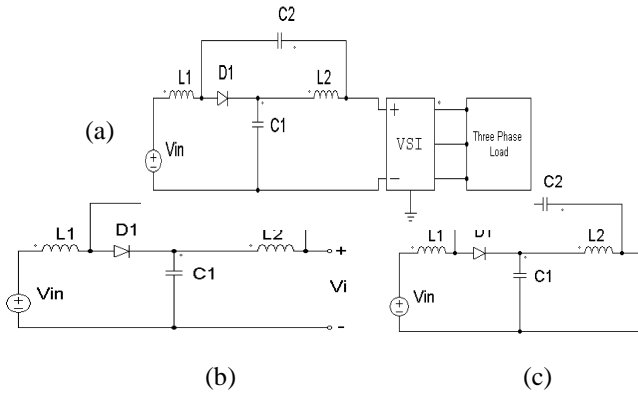 C2
L1
D1
L2
(a)
C1
Vin
+
−
VSI
Three Phase
Load
L1
D1
L2
C1
Vin
+
Vi
-
(b)
C2
L1
D1
L2
C1
Vin
(c)